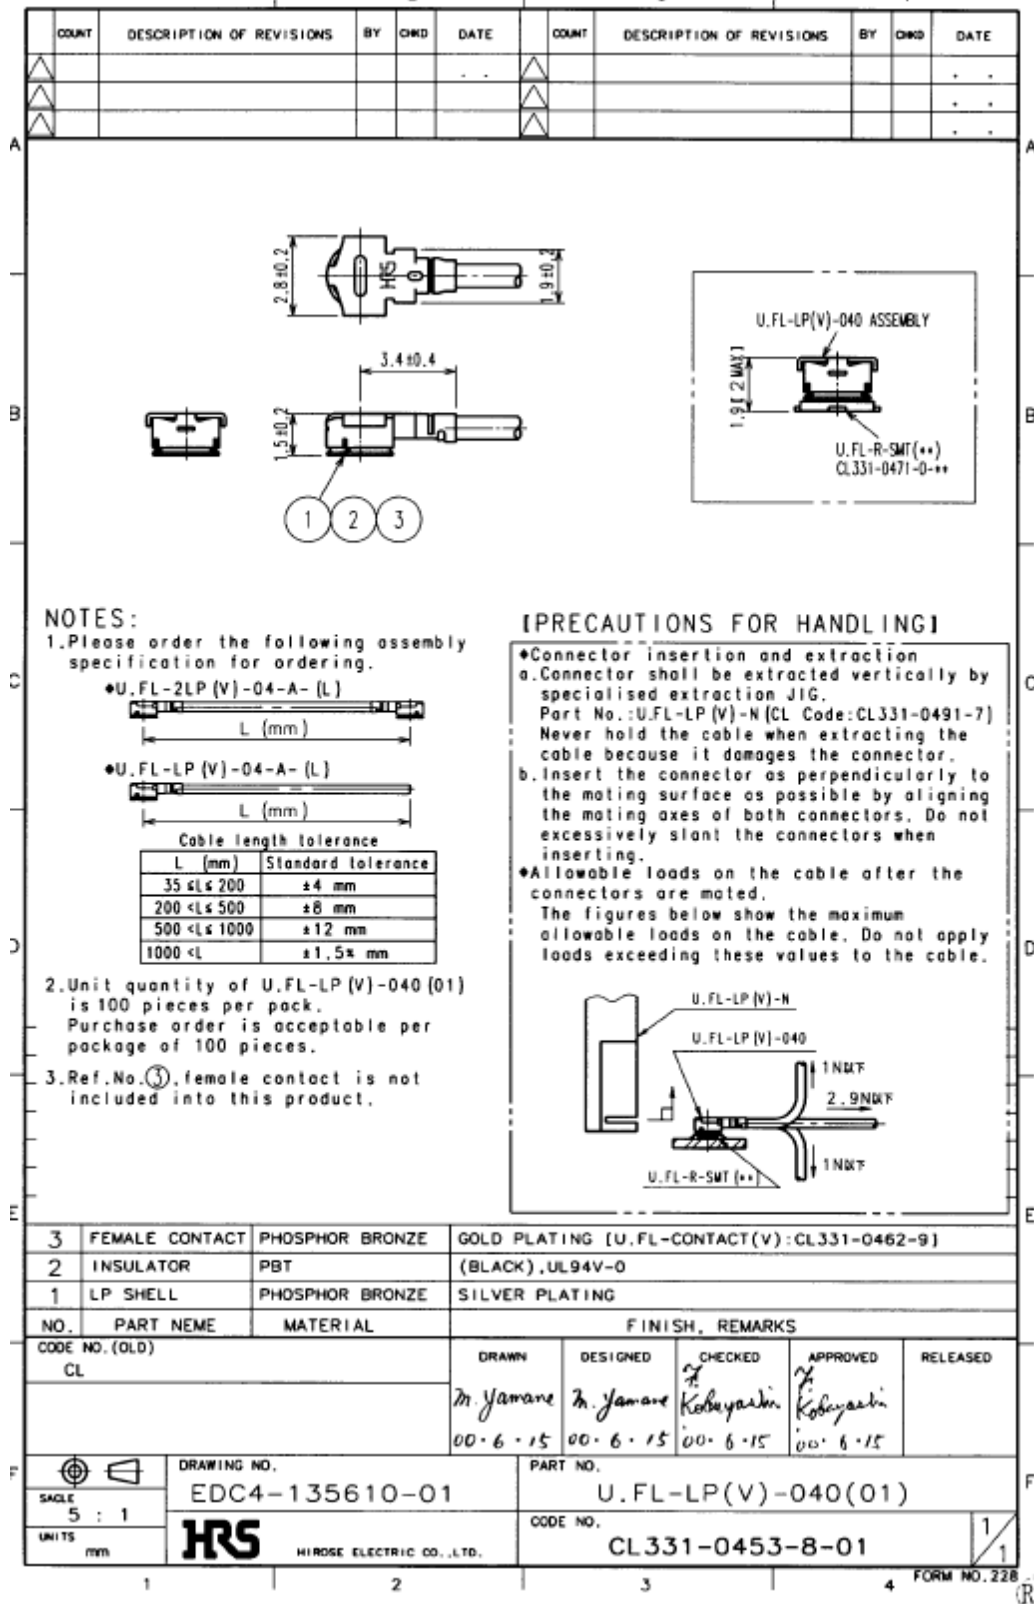 COUNT DESCRIPTION OF REVISIONS BY CHKD DATE COUNT DESCRIPTION OF REVISIONS BY CHKD DATE
A A
2.8±0.2
HRS
1.9±0.2
U.FL-LP(V)-040 ASSEMBLY
3.4±0.4
1.9[2 MAX]
B B
1.5±0.2
U.FL-R-SMT(**)
CL331-0471-0-**
1 2 3
NOTES:
1.Please order the following assembly
specification for ordering.
◆U.FL-2LP(V)-04-A-(L)
L (mm)
◆U.FL-LP(V)-04-A-(L)
L (mm)
Cable length tolerance
L (mm) Standard tolerance
35 ≤L≤ 200 ±4 mm
200 <L≤ 500 ±8 mm
500 <L≤ 1000 ±12 mm
1000 <L ±1.5% mm
2.Unit quantity of U.FL-LP(V)-040(01)
is 100 pieces per pack.
Purchase order is acceptable per
package of 100 pieces.
3.Ref.No.③,female contact is not
included into this product.
[PRECAUTIONS FOR HANDLING]
◆Connector insertion and extraction
a.Connector shall be extracted vertically by
specialised extraction JIG.
Part No.:U.FL-LP(V)-N(CL Code:CL331-0491-7)
Never hold the cable when extracting the
cable because it damages the connector.
b.Insert the connector as perpendicularly to
the mating surface as possible by aligning
the mating axes of both connectors. Do not
excessively slant the connectors when
inserting.
◆Allowable loads on the cable after the
connectors are mated.
The figures below show the maximum
allowable loads on the cable. Do not apply
loads exceeding these values to the cable.
U.FL-LP(V)-N
U.FL-LP(V)-040
1N以下
2.9N以下
1N以下
U.FL-R-SMT(**)
C C
D D
E E
3 FEMALE CONTACT PHOSPHOR BRONZE GOLD PLATING [U.FL-CONTACT(V):CL331-0462-9]
2 INSULATOR PBT (BLACK),UL94V-0
1 LP SHELL PHOSPHOR BRONZE SILVER PLATING
NO. PART NEME MATERIAL FINISH, REMARKS
CODE NO.(OLD)
CL
DRAWN DESIGNED CHECKED APPROVED RELEASED
M. Yamane M. Yamane Y. Kobayashi Y. Kobayashi
00·6·15 00·6·15 '00·6·15 '00·6·15
F F
SACLE
5 : 1
UNITS
mm
DRAWING NO.
EDC4-135610-01
PART NO.
U.FL-LP(V)-040(01)
HRS HIROSE ELECTRIC CO.,LTD.
CODE NO.
CL331-0453-8-01
1/1
1 2 3 4
FORM NO.228